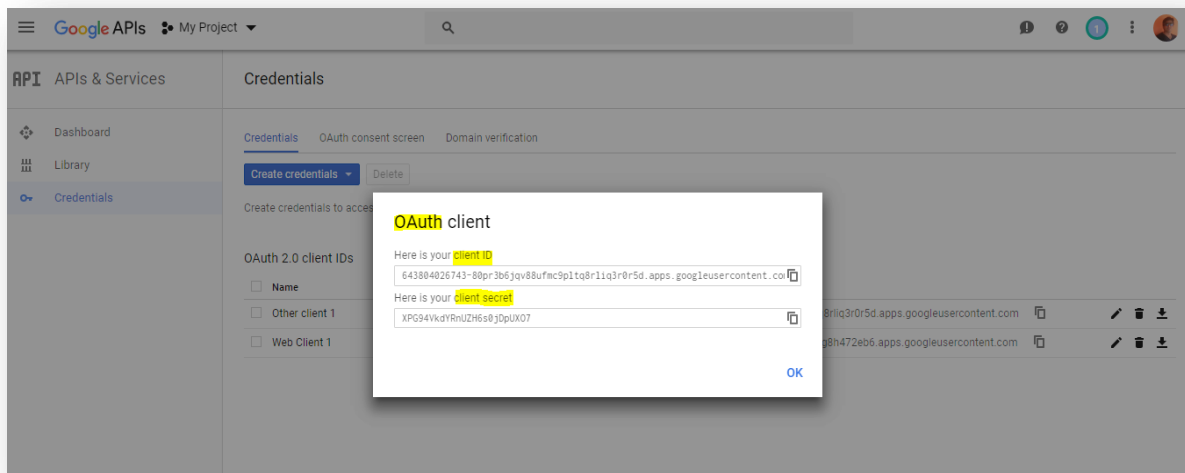 Google APIs My Project
1
API APIs & Services
Credentials
Dashboard
Library
Credentials
Credentials OAuth consent screen Domain verification
Create credentials Delete
Create credentials to acces
OAuth 2.0 client IDs
Name
Other client 1 8rliq3r0r5d.apps.googleusercontent.com
Web Client 1 g8h472eb6.apps.googleusercontent.com
OAuth client
Here is your client ID
643804026743-80pr3b6jqv88ufmc9pltq8rliq3r0r5d.apps.googleusercontent.co
Here is your client secret
XPG94VkdYRnUZH6s0jDpUXO7
OK